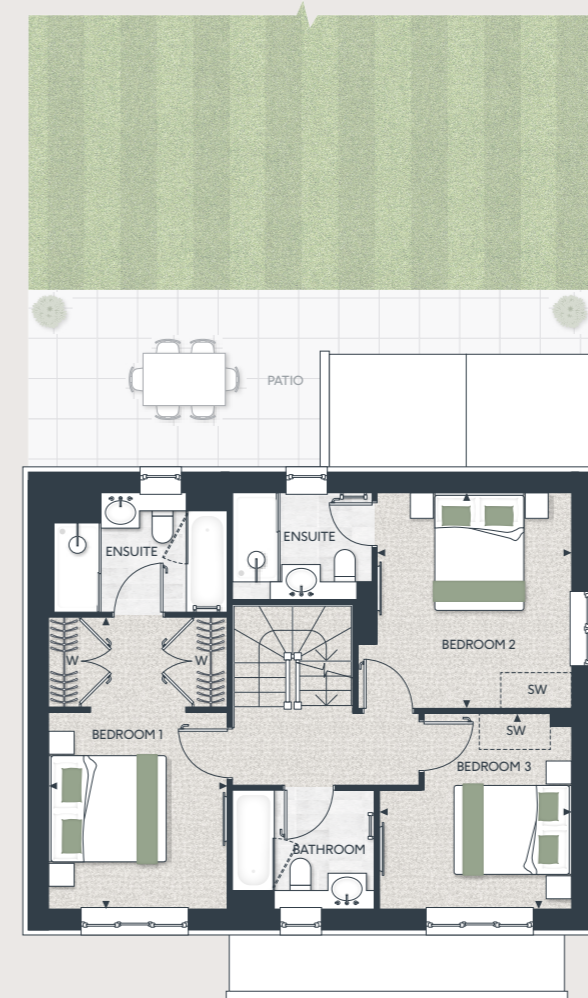 PATIO
ENSUITE
ENSUITE
BEDROOM 2
W
W
SW
SW
BEDROOM 1
BEDROOM 3
BATHROOM